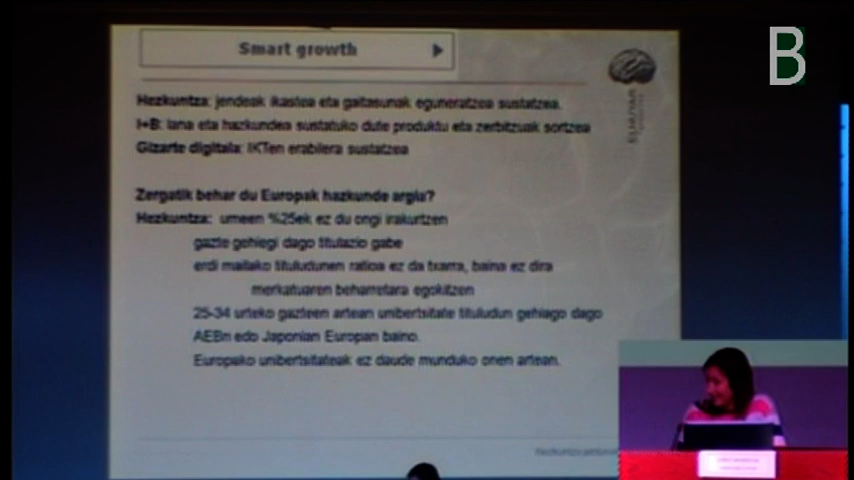 B
Smart growth
Hezkuntza: jendeak ikastea eta gaitasunak eguneratzea sustatzea.
I+B: lana eta hazkundea sustatuko dute produktu eta zerbitzuak sortzea
Gizarte digitala: IKTen erabilera sustatzea
Zergatik behar du Europak hazkunde argia?
Hezkuntza: umeen %25ek ez du ongi irakurtzen
gazte gehiegi dago titulazio gabe
erdi mailako tituludunen ratioa ez da txarra, baina ez dira
merkatuaren beharretara egokitzen
25-34 urteko gazteen artean unibertsitate tituludun gehiago dago
AEBn edo Japonian Europan baino.
Europako unibertsitateak ez daude munduko onen artean.
ELHUYAR